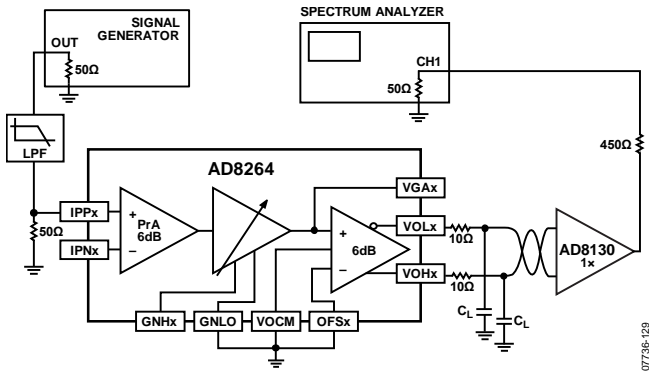 SPECTRUM ANALYZER
SIGNAL
GENERATOR
OUT
50Ω
CH1
50Ω
450Ω
LPF
AD8264
IPPx
+
PrA
6dB
−
IPNx
50Ω
VGAx
+
6dB
−
VOLx
10Ω
VOHx
10Ω
AD8130
1×
CL
CL
GNHx
GNLO
VOCM
OFSx
07736-129